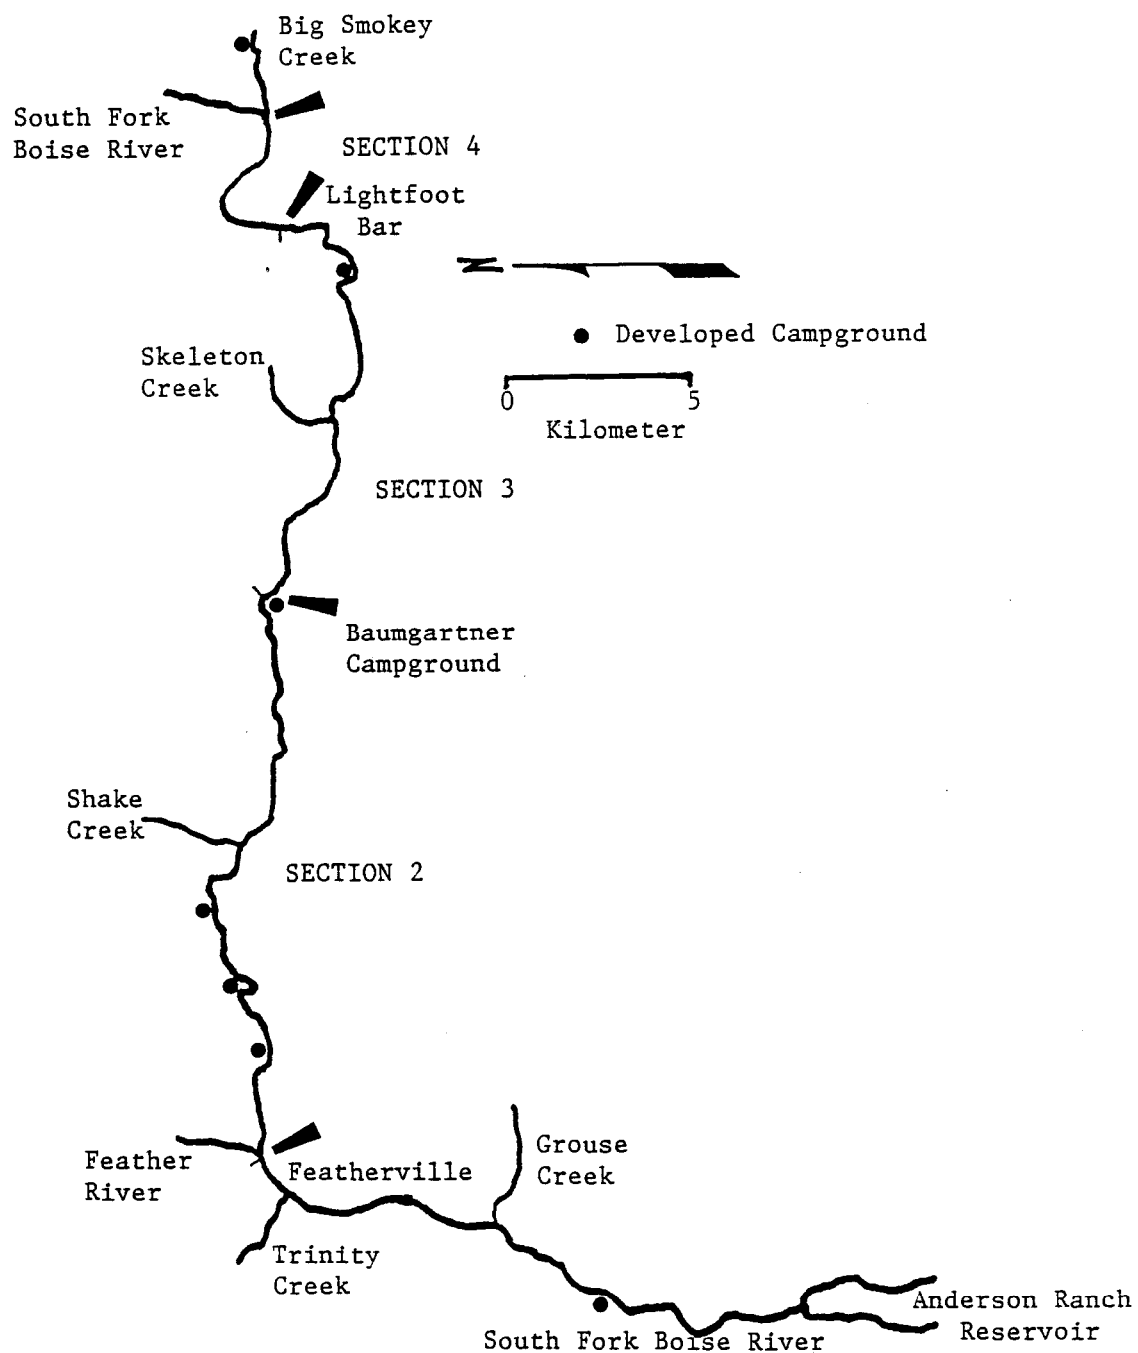 Big Smokey
Creek
South Fork
Boise River
SECTION 4
Lightfoot
Bar
N
Developed Campground
Skeleton
Creek
0 5
Kilometer
SECTION 3
Baumgartner
Campground
Shake
Creek
SECTION 2
Feather
River
Featherville
Grouse
Creek
Trinity
Creek
Anderson Ranch
Reservoir
South Fork Boise River